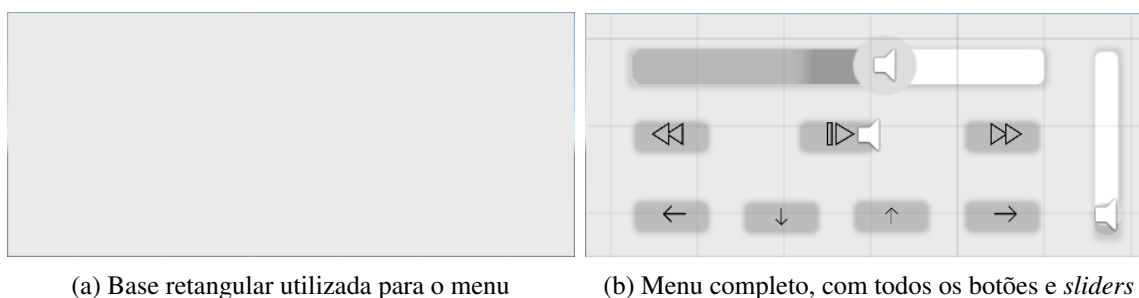 (a) Base retangular utilizada para o menu
(b) Menu completo, com todos os botões e sliders